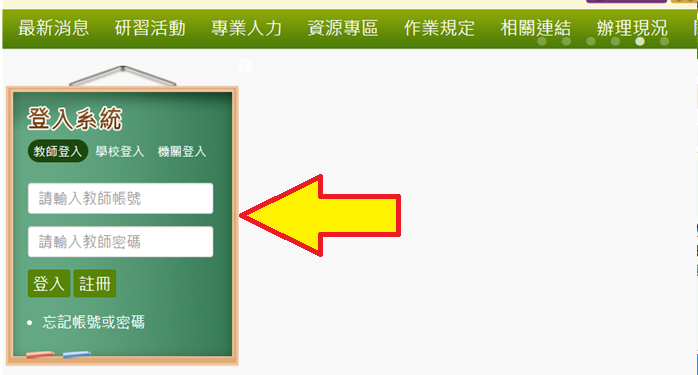 最新消息 研習活動 專業人力 資源專區 作業規定 相關連結 辦理現況
登入系統
教師登入 學校登入 機關登入
請輸入教師帳號
請輸入教師密碼
登入 註冊
忘記帳號或密碼